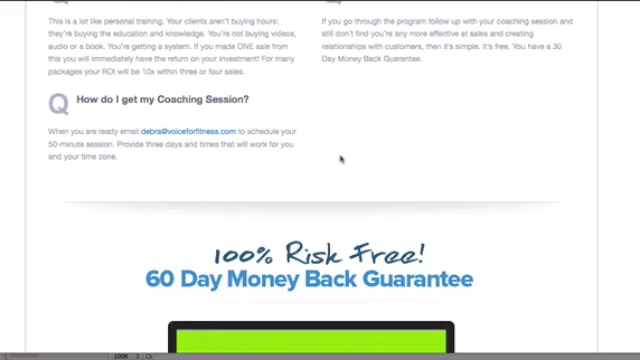 Q
This is a lot like personal training. Your clients aren't buying hours:
they're buying the education and knowledge. You're not buying videos,
audio or a book. You're getting a system. If you made ONE sale from
this you will immediately have the return on your investment! For many
packages your ROI will be 10x within three or four sales.
Q
If you go through the program follow up with your coaching session and
still don't find you're any more effective at sales and creating
relationships with customers, then it's simple. It's free. You have a 30
Day Money Back Guarantee.
Q How do I get my Coaching Session?
When you are ready email debra@voiceforfitness.com to schedule your
50-minute session. Provide three days and times that will work for you
and your time zone.
100% Risk Free!
60 Day Money Back Guarantee
100%